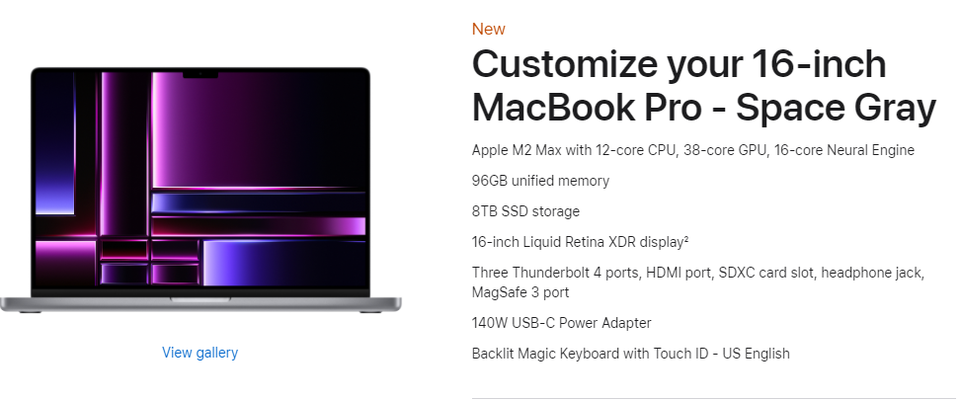 New
Customize your 16-inch
MacBook Pro - Space Gray
Apple M2 Max with 12-core CPU, 38-core GPU, 16-core Neural Engine
96GB unified memory
8TB SSD storage
16-inch Liquid Retina XDR display²
Three Thunderbolt 4 ports, HDMI port, SDXC card slot, headphone jack,
MagSafe 3 port
140W USB-C Power Adapter
Backlit Magic Keyboard with Touch ID - US English
View gallery